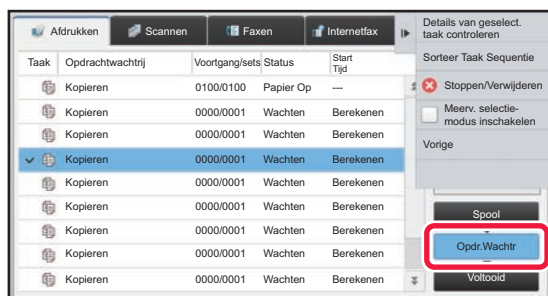 Afdrukken Scannen Faxen Internetfax
Taak Opdrachtwachtrij Voortgang/sets Status Start Tijd
Kopieren 0100/0100 Papier Op ---
Kopieren 0000/0001 Wachten Berekenen
Kopieren 0000/0001 Wachten Berekenen
Kopieren 0000/0001 Wachten Berekenen
Kopieren 0000/0001 Wachten Berekenen
Kopieren 0000/0001 Wachten Berekenen
Kopieren 0000/0001 Wachten Berekenen
Kopieren 0000/0001 Wachten Berekenen
Kopieren 0000/0001 Wachten Berekenen
Details van geselect.
taak controleren
Sorteer Taak Sequentie
Stoppen/Verwijderen
Meerv. selectie-
modus inschakelen
Vorige
Spool
Opdr.Wachtr
Voltooid